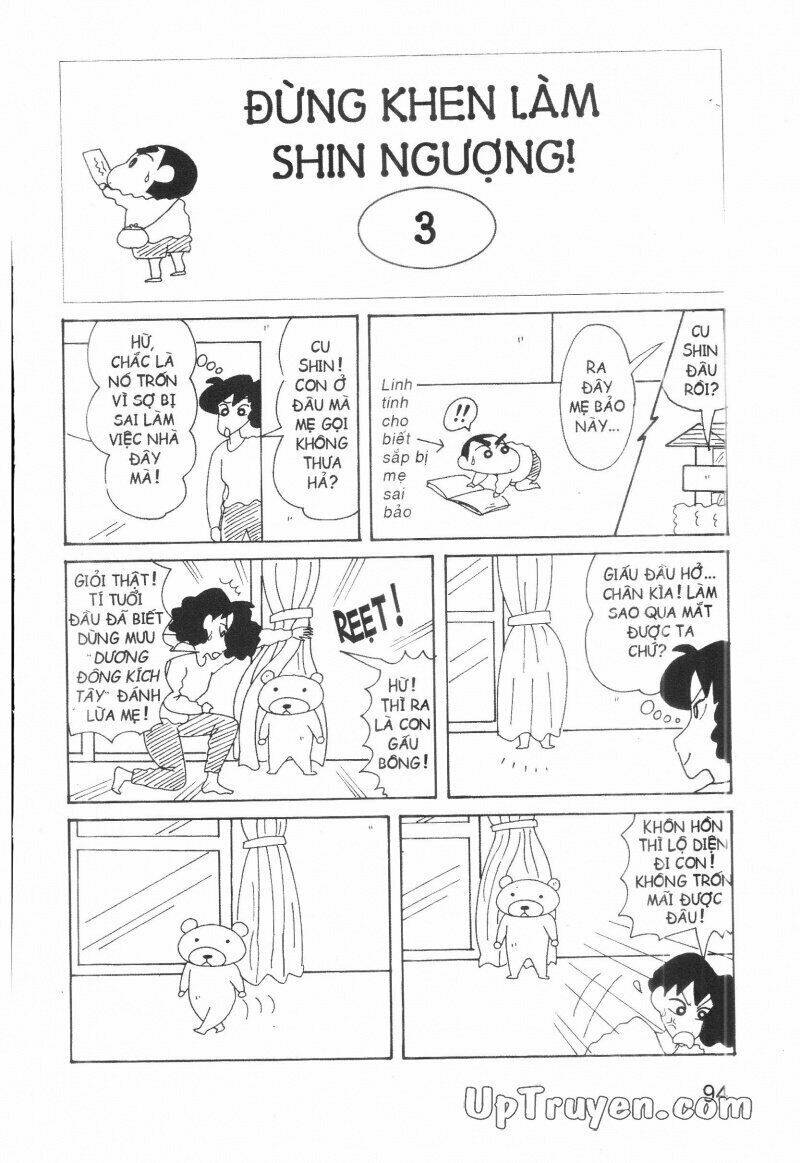 ĐỪNG KHEN LÀM
SHIN NGƯỢNG!
3
CU
SHIN
ĐÂU
RỒI?
RA
ĐÂY
MẸ BẢO
NÀY...
!!
Linh
tính
cho
biết
sắp bị
mẹ
sai
bảo
CU
SHIN!
CON Ở
ĐÂU MÀ
MẸ GỌI
KHÔNG
THƯA
HẢ?
HỪ,
CHẮC LÀ
NÓ TRỐN
VÌ SỢ BỊ
SAI LÀM
VIỆC NHÀ
ĐÂY
MÀ!
GIẤU ĐẦU HỞ...
CHÂN KÌA! LÀM
SAO QUA MẮT
ĐƯỢC TA
CHỨ?
REẸT!
HỪ!
THÌ RA
LÀ CON
GẤU
BÔNG!
GIỎI THẬT!
TÍ TUỔI
ĐẦU ĐÃ BIẾT
DÙNG MƯU
"DƯƠNG
ĐÔNG KÍCH
TÂY" ĐÁNH
LỪA MẸ!
KHÔN HỒN
THÌ LỘ DIỆN
ĐI CON!
KHÔNG TRỐN
MÃI ĐƯỢC
ĐÂU!
94
UpTruyen.com